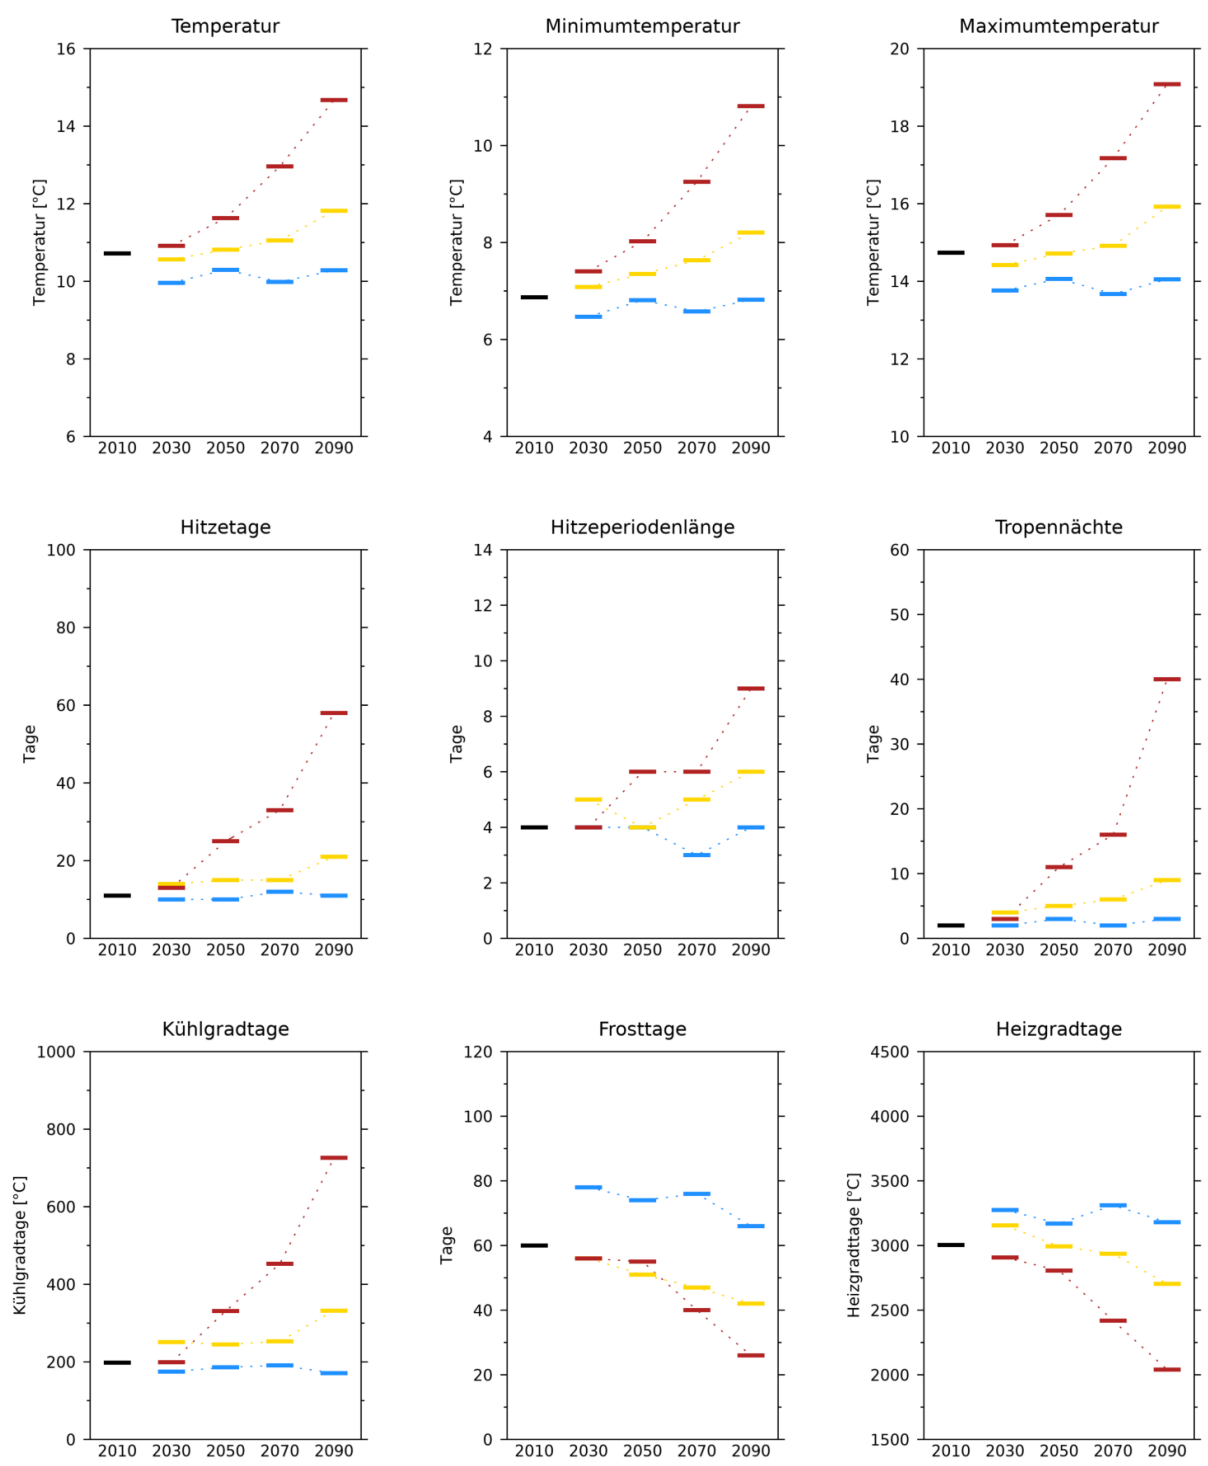 Temperatur
Minimumtemperatur
Maximumtemperatur
Temperatur [°C]
16
14
12
10
8
6
2010 2030 2050 2070 2090
Temperatur [°C]
12
10
8
6
4
2010 2030 2050 2070 2090
Temperatur [°C]
20
18
16
14
12
10
2010 2030 2050 2070 2090
Hitzetage
Hitzeperiodenlänge
Tropennächte
Tage
100
80
60
40
20
0
2010 2030 2050 2070 2090
Tage
14
12
10
8
6
4
2
0
2010 2030 2050 2070 2090
Tage
60
50
40
30
20
10
0
2010 2030 2050 2070 2090
Kühlgradtage
Frosttage
Heizgradtage
Kühlgradtage [°C]
1000
800
600
400
200
0
2010 2030 2050 2070 2090
Tage
120
100
80
60
40
20
0
2010 2030 2050 2070 2090
Heizgradttage [°C]
4500
4000
3500
3000
2500
2000
1500
2010 2030 2050 2070 2090